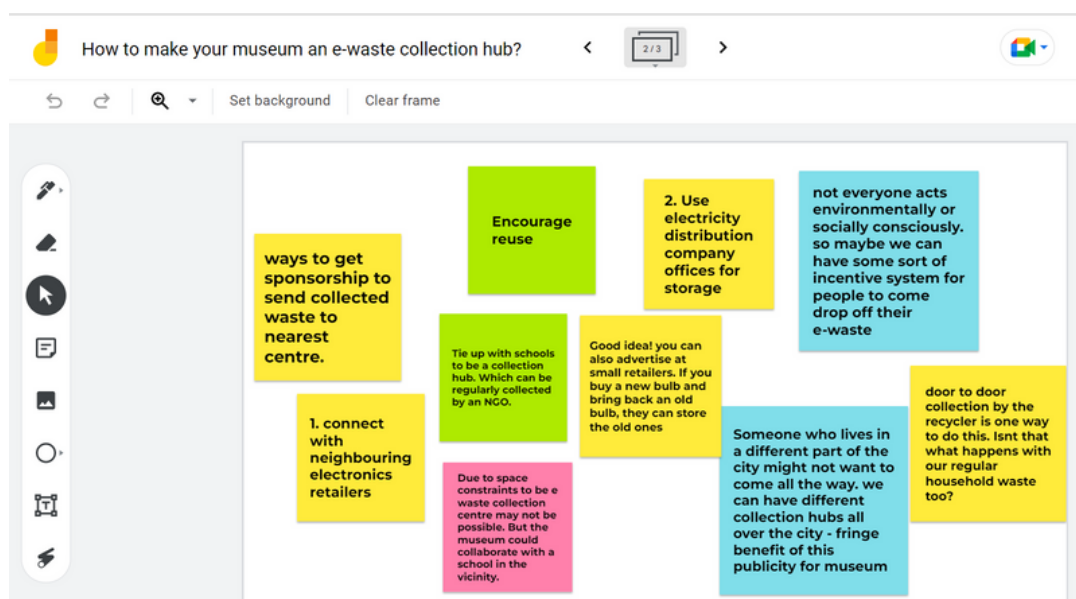 How to make your museum an e-waste collection hub?
2/3
Set background
Clear frame
ways to get
sponsorship to
send collected
waste to
nearest
centre.
1. connect
with
neighbouring
electronics
retailers
Encourage
reuse
Tie up with schools
to be a collection
hub. Which can be
regularly collected
by an NGO.
Due to space
constraints to be e
waste collection
centre may not be
possible. But the
museum could
collaborate with a
school in the
vicinity.
2. Use
electricity
distribution
company
offices for
storage
Good idea! you can
also advertise at
small retailers. If you
buy a new bulb and
bring back an old
bulb, they can store
the old ones
not everyone acts
environmentally or
socially consciously.
so maybe we can
have some sort of
incentive system for
people to come
drop off their
e-waste
Someone who lives in
a different part of the
city might not want to
come all the way. we
can have different
collection hubs all
over the city - fringe
benefit of this
publicity for museum
door to door
collection by the
recycler is one way
to do this. Isnt that
what happens with
our regular
household waste
too?